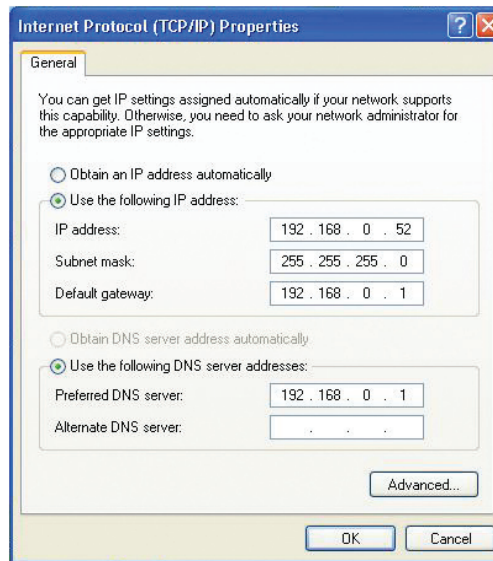 Internet Protocol (TCP/IP) Properties
General
You can get IP settings assigned automatically if your network supports
this capability. Otherwise, you need to ask your network administrator for
the appropriate IP settings.
Obtain an IP address automatically
Use the following IP address:
IP address: 192 . 168 . 0 . 52
Subnet mask: 255 . 255 . 255 . 0
Default gateway: 192 . 168 . 0 . 1
Obtain DNS server address automatically
Use the following DNS server addresses:
Preferred DNS server: 192 . 168 . 0 . 1
Alternate DNS server: . . .
Advanced...
OK Cancel